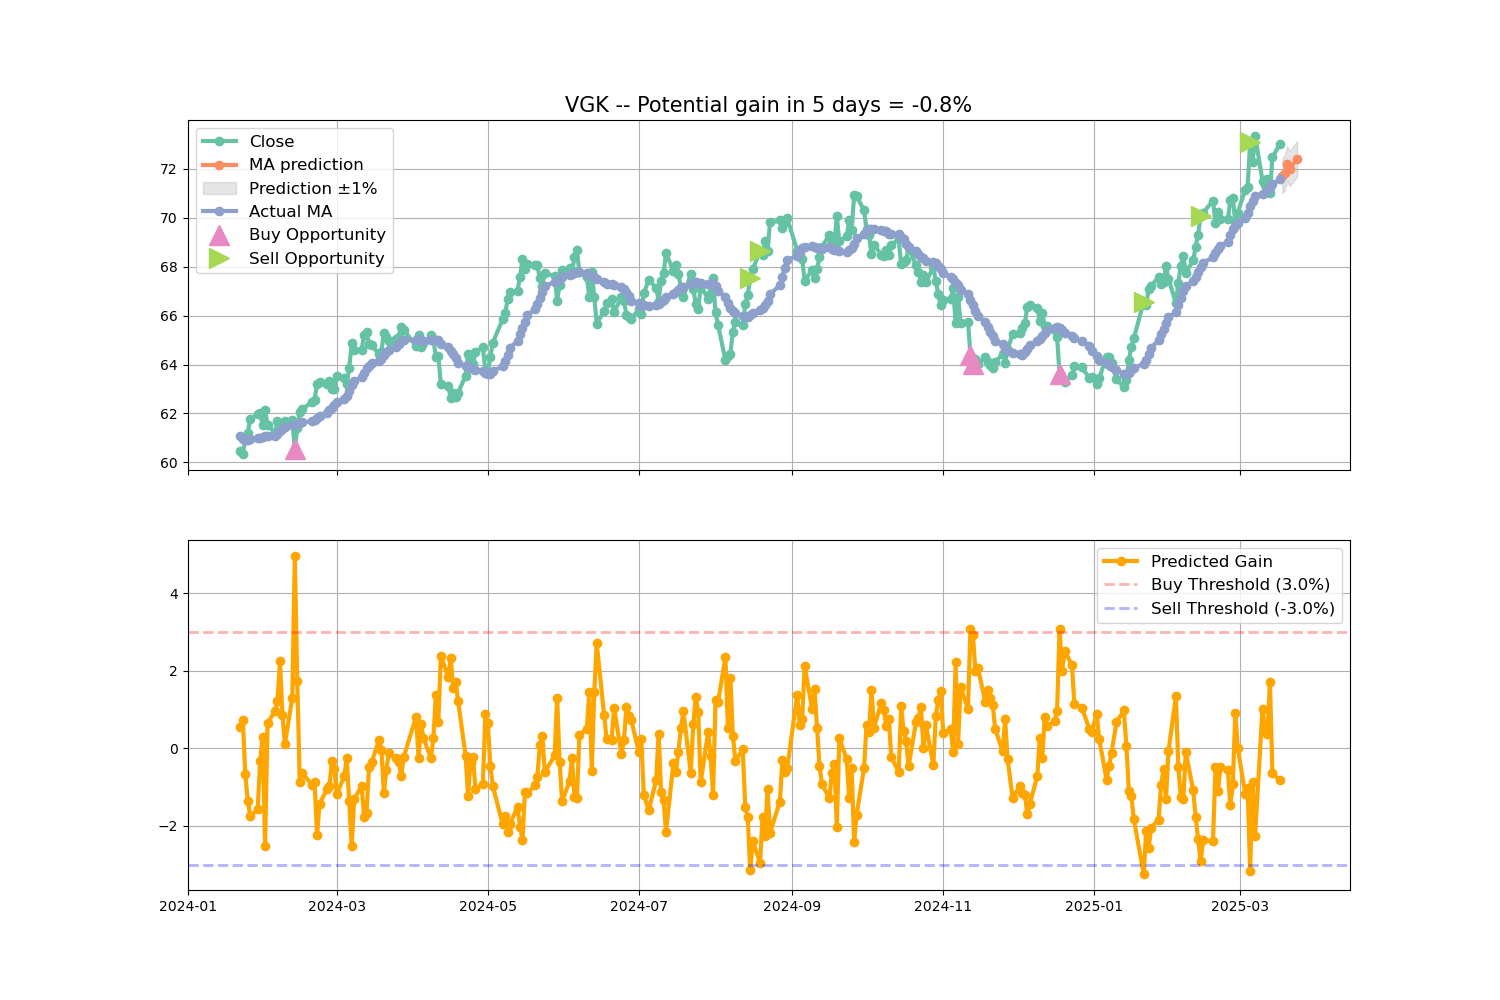 VGK -- Potential gain in 5 days = -0.8%
Close
MA prediction
Prediction ±1%
Actual MA
Buy Opportunity
Sell Opportunity
72
70
68
66
64
62
60
Predicted Gain
Buy Threshold (3.0%)
Sell Threshold (-3.0%)
4
2
0
−2
2024-01 2024-03 2024-05 2024-07 2024-09 2024-11 2025-01 2025-03